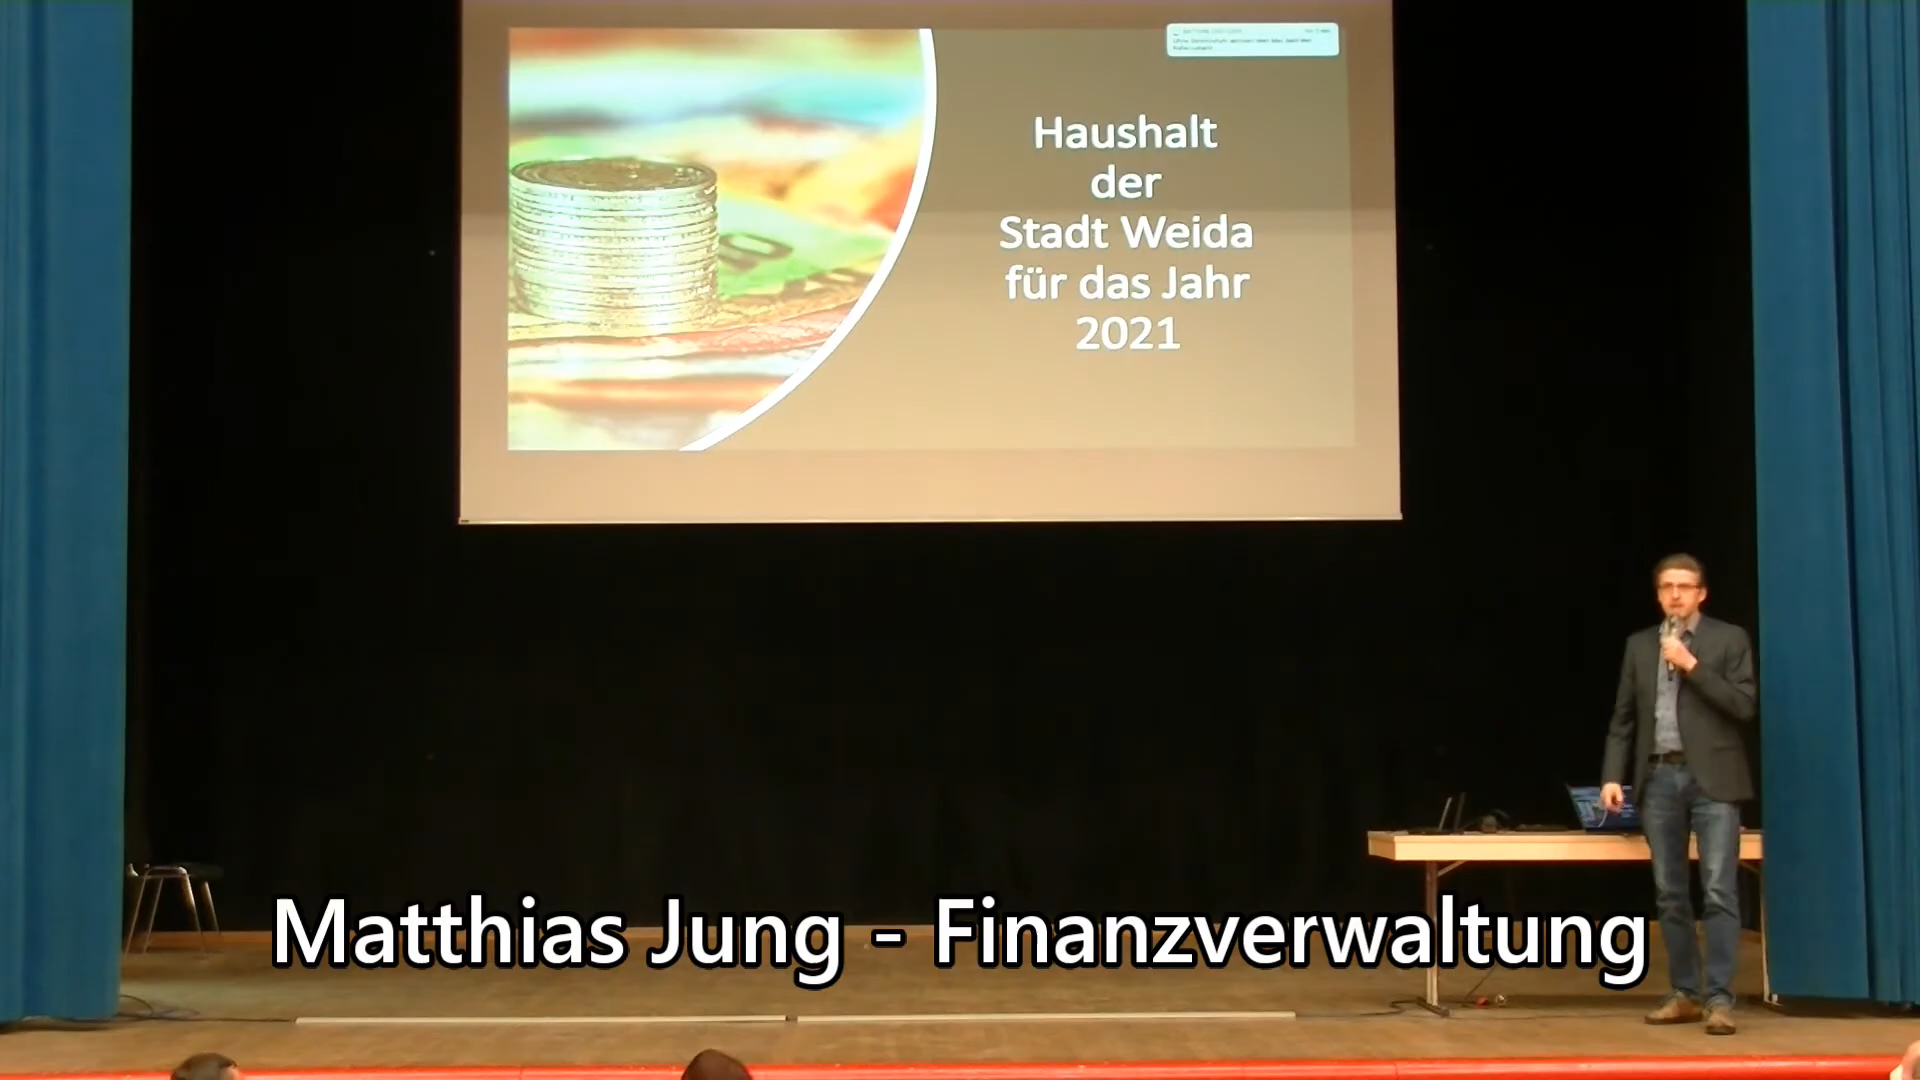 Haushalt
der
Stadt Weida
für das Jahr
2021
Matthias Jung - Finanzverwaltung